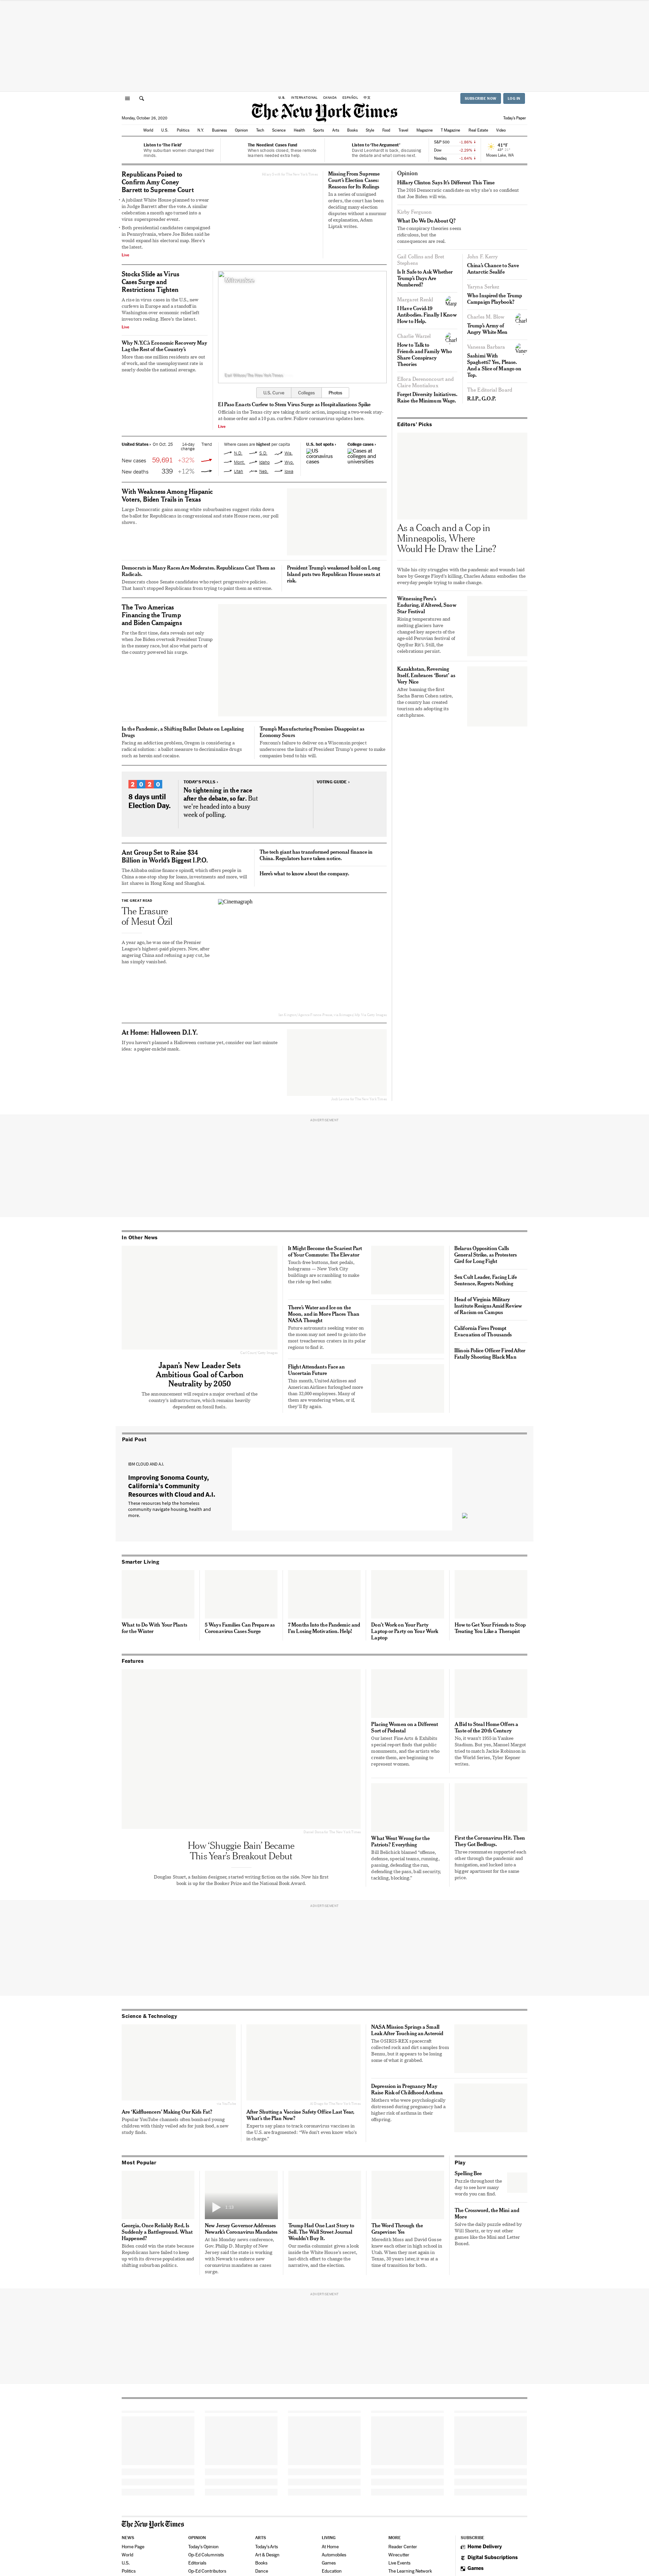 U.S.
INTERNATIONAL
CANADA
ESPAÑOL
中文
SUBSCRIBE NOW
LOG IN
The New York Times
Monday, October 26, 2020
Today's Paper
World
U.S.
Politics
N.Y.
Business
Opinion
Tech
Science
Health
Sports
Arts
Books
Style
Food
Travel
Magazine
T Magazine
Real Estate
Video
Listen to 'The Field'
Why suburban women changed their minds.
The Neediest Cases Fund
When schools closed, these remote learners needed extra help.
Listen to 'The Argument'
David Leonhardt is back, discussing the debate and what comes next.
S&P 500
Dow
Nasdaq
41°F
Moses Lake, WA
Republicans Poised to
Confirm Amy Coney
Barrett to Supreme Court
A jubilant White House planned to swear in Judge Barrett after the vote. A similar celebration a month ago turned into a virus superspreader event.
Both presidential candidates campaigned in Pennsylvania, where Joe Biden said he would expand his electoral map. Here's the latest.
Live
Missing From Supreme Court's Election Cases: Reasons for Its Rulings
In a series of unsigned orders, the court has been deciding many election disputes without a murmur of explanation, Adam Liptak writes.
Stocks Slide as Virus
Cases Surge and
Restrictions Tighten
A rise in virus cases in the U.S., new curfews in Europe and a standoff in Washington over economic relief left investors reeling. Here's the latest.
Live
Why N.Y.C.'s Economic Recovery May Lag the Rest of the Country's
More than one million residents are out of work, and the unemployment rate is nearly double the national average.
U.S. Curve
Colleges
Photos
El Paso Enacts Curfew to Stem Virus Surge as Hospitalizations Spike
Officials in the Texas city are taking drastic action, imposing a two-week stay-at-home order and a 10 p.m. curfew. Follow coronavirus updates here.
Live
United States › On Oct. 25
14-day change
Trend
New cases 59,691 +32%
New deaths 339 +12%
Where cases are highest per capita
N.D.
S.D.
Wis.
Mont.
Idaho
Wyo.
Utah
Neb.
Iowa
U.S. hot spots ›
US coronavirus cases
College cases ›
Cases at colleges and universities
With Weakness Among Hispanic
Voters, Biden Trails in Texas
Large Democratic gains among white suburbanites suggest risks down the ballot for Republicans in congressional and state House races, our poll shows.
Democrats in Many Races Are Moderates. Republicans Cast Them as Radicals.
Democrats chose Senate candidates who reject progressive policies. That hasn't stopped Republicans from trying to paint them as extreme.
President Trump's weakened hold on Long Island puts two Republican House seats at risk.
The Two Americas
Financing the Trump
and Biden Campaigns
For the first time, data reveals not only when Joe Biden overtook President Trump in the money race, but also what parts of the country powered his surge.
In the Pandemic, a Shifting Ballot Debate on Legalizing Drugs
Facing an addiction problem, Oregon is considering a radical solution: a ballot measure to decriminalize drugs such as heroin and cocaine.
Trump's Manufacturing Promises Disappoint as Economy Sours
Foxconn's failure to deliver on a Wisconsin project underscores the limits of President Trump's power to make companies bend to his will.
2020
8 days until
Election Day.
TODAY'S POLLS ›
No tightening in the race after the debate, so far. But we're headed into a busy week of polling.
VOTING GUIDE ›
Ant Group Set to Raise $34
Billion in World's Biggest I.P.O.
The Alibaba online finance spinoff, which offers people in China a one-stop shop for loans, investments and more, will list shares in Hong Kong and Shanghai.
The tech giant has transformed personal finance in China. Regulators have taken notice.
Here's what to know about the company.
THE GREAT READ
The Erasure
of Mesut Özil
A year ago, he was one of the Premier League's highest-paid players. Now, after angering China and refusing a pay cut, he has simply vanished.
Cinemagraph
At Home: Halloween D.I.Y.
If you haven't planned a Halloween costume yet, consider our last-minute idea: a papier mâché mask.
Opinion
Hillary Clinton Says It's Different This Time
The 2016 Democratic candidate on why she's so confident that Joe Biden will win.
Kirby Ferguson
What Do We Do About Q?
The conspiracy theories seem ridiculous, but the consequences are real.
Gail Collins and Bret Stephens
Is It Safe to Ask Whether Trump's Days Are Numbered?
John F. Kerry
China's Chance to Save Antarctic Sealife
Margaret Renkl
I Have Covid-19 Antibodies. Finally I Know How to Help.
Yaryna Serkez
Who Inspired the Trump Campaign Playbook?
Charlie Warzel
How to Talk to Friends and Family Who Share Conspiracy Theories
Charles M. Blow
Trump's Army of Angry White Men
Vanessa Barbara
Sashimi With Spaghetti? Yes, Please. And a Slice of Mango on Top.
Forget Diversity Initiatives. Raise the Minimum Wage.
The Editorial Board
R.I.P., G.O.P.
Editors' Picks
As a Coach and a Cop in
Minneapolis, Where
Would He Draw the Line?
While his city struggles with the pandemic and wounds laid bare by George Floyd's killing, Charles Adams embodies the everyday people trying to make change.
Witnessing Peru's Enduring, if Altered, Snow Star Festival
Rising temperatures and melting glaciers have changed key aspects of the age-old Peruvian festival of Qoyllur Rit'i. Still, the celebrations persist.
Kazakhstan, Reversing Itself, Embraces 'Borat' as Very Nice
After banning the first Sacha Baron Cohen satire, the country has created tourism ads adopting its catchphrase.
ADVERTISEMENT
In Other News
Japan's New Leader Sets
Ambitious Goal of Carbon
Neutrality by 2050
The announcement will require a major overhaul of the country's infrastructure, which remains heavily dependent on fossil fuels.
It Might Become the Scariest Part of Your Commute: The Elevator
Touch-free buttons, foot pedals, holograms — New York City buildings are scrambling to make the ride up feel safer.
There's Water and Ice on the Moon, and in More Places Than NASA Thought
Future astronauts seeking water on the moon may not need to go into the most treacherous craters in its polar regions to find it.
Flight Attendants Face an Uncertain Future
This month, United Airlines and American Airlines furloughed more than 32,000 employees. Many of them are wondering when, or if, they'll fly again.
Belarus Opposition Calls General Strike, as Protesters Gird for Long Fight
Sex Cult Leader, Facing Life Sentence, Regrets Nothing
Head of Virginia Military Institute Resigns Amid Review of Racism on Campus
California Fires Prompt Evacuation of Thousands
Illinois Police Officer Fired After Fatally Shooting Black Man
Paid Post
IBM CLOUD AND A.I.
Improving Sonoma County, California's Community Resources with Cloud and A.I.
These resources help the homeless community navigate housing, health and more.
Smarter Living
What to Do With Your Plants for the Winter
5 Ways Families Can Prepare as Coronavirus Cases Surge
7 Months Into the Pandemic and I'm Losing Motivation. Help!
Don't Work on Your Party Laptop or Party on Your Work Laptop
How to Get Your Friends to Stop Treating You Like a Therapist
Features
How 'Shuggie Bain' Became
This Year's Breakout Debut
Douglas Stuart, a fashion designer, started writing fiction on the side. Now his first book is up for the Booker Prize and the National Book Award.
Placing Women on a Different Sort of Pedestal
Our latest Fine Arts & Exhibits special report finds that public monuments, and the artists who create them, are beginning to represent women.
A Bid to Steal Home Offers a Taste of the 20th Century
No, it wasn't 1955 in Yankee Stadium. But yes, Manuel Margot tried to match Jackie Robinson in the World Series, Tyler Kepner writes.
What Went Wrong for the Patriots? Everything
Bill Belichick blamed "offense, defense, special teams, running, passing, defending the run, defending the pass, ball security, tackling, blocking."
First the Coronavirus Hit. Then They Got Bedbugs.
Three roommates supported each other through the pandemic and fumigation, and lucked into a bigger apartment for the same price.
ADVERTISEMENT
Science & Technology
Are 'Kidfluencers' Making Our Kids Fat?
Popular YouTube channels often bombard young children with thinly veiled ads for junk food, a new study finds.
After Shutting a Vaccine Safety Office Last Year, What's the Plan Now?
Experts say plans to track coronavirus vaccines in the U.S. are fragmented: "We don't even know who's in charge."
NASA Mission Springs a Small Leak After Touching an Asteroid
The OSIRIS-REX spacecraft collected rock and dirt samples from Bennu, but it appears to be losing some of what it grabbed.
Depression in Pregnancy May Raise Risk of Childhood Asthma
Mothers who were psychologically distressed during pregnancy had a higher risk of asthma in their offspring.
Most Popular
Georgia, Once Reliably Red, Is Suddenly a Battleground. What Happened?
Biden could win the state because Republicans have failed to keep up with its diverse population and shifting suburban politics.
New Jersey Governor Addresses Newark's Coronavirus Mandates
At his Monday news conference, Gov. Philip D. Murphy of New Jersey said the state is working with Newark to enforce new coronavirus mandates as cases surge.
Trump Had One Last Story to Sell. The Wall Street Journal Wouldn't Buy It.
Our media columnist gives a look inside the White House's secret, last-ditch effort to change the narrative, and the election.
The Word Through the Grapevine: Yes
Meredith Moss and David Goose knew each other in high school in Utah. When they met again in Texas, 30 years later, it was at a time of transition for both.
Play
Spelling Bee
Puzzle throughout the day to see how many words you can find.
The Crossword, the Mini and More
Solve the daily puzzle edited by Will Shortz, or try out other games like the Mini and Letter Boxed.
ADVERTISEMENT
The New York Times
NEWS
Home Page
World
U.S.
Politics
OPINION
Today's Opinion
Op-Ed Columnists
Editorials
Op-Ed Contributors
ARTS
Today's Arts
Art & Design
Books
Dance
LIVING
At Home
Automobiles
Games
Education
MORE
Reader Center
Wirecutter
Live Events
The Learning Network
SUBSCRIBE
Home Delivery
Digital Subscriptions
Games